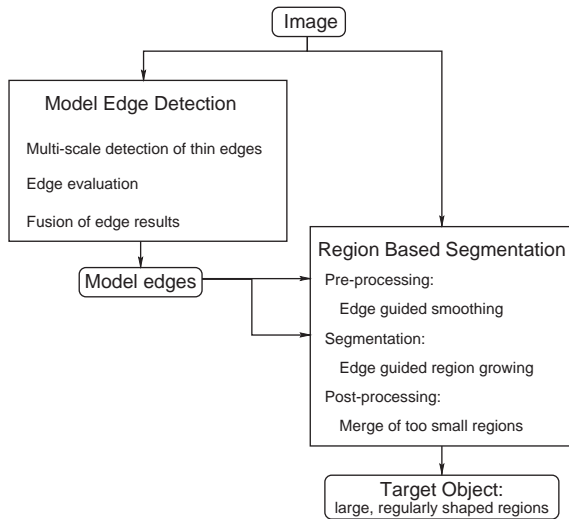 Image
Model Edge Detection
Multi-scale detection of thin edges
Edge evaluation
Fusion of edge results
Model edges
Region Based Segmentation
Pre-processing:
Edge guided smoothing
Segmentation:
Edge guided region growing
Post-processing:
Merge of too small regions
Target Object:
large, regularly shaped regions